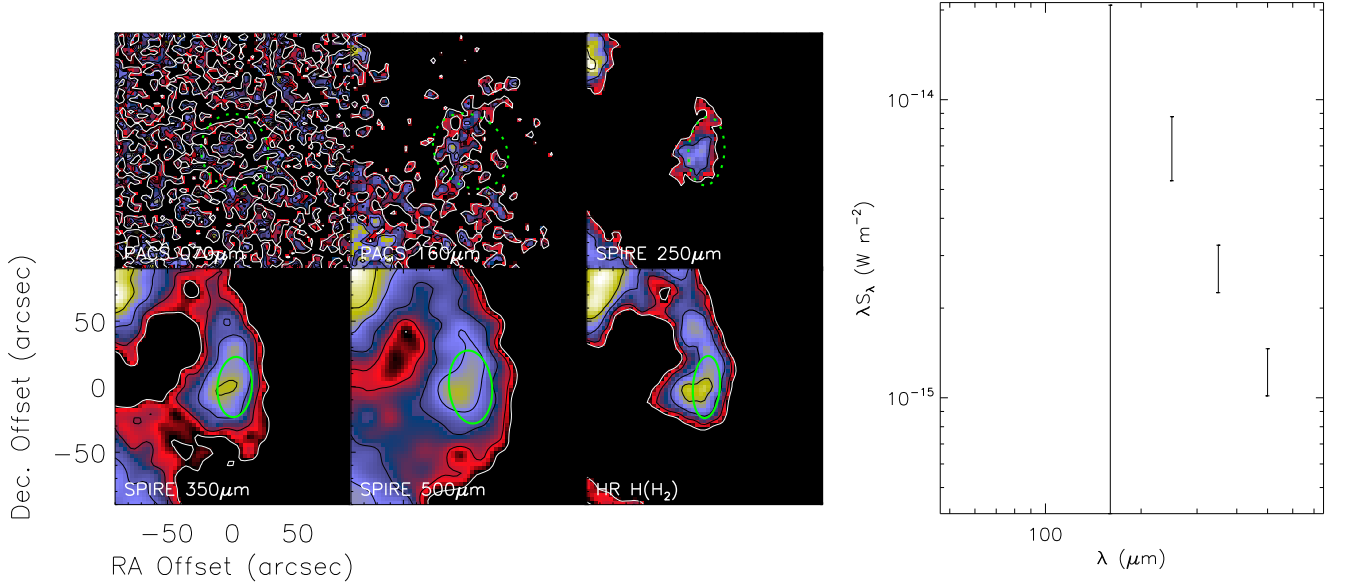 PACS 070μm
PACS 160μm
SPIRE 250μm
SPIRE 350μm
SPIRE 500μm
HR H(H₂)
50
0
−50
Dec. Offset (arcsec)
−50 0 50
RA Offset (arcsec)
10⁻¹⁴
10⁻¹⁵
λS_λ (W m⁻²)
100
λ (μm)